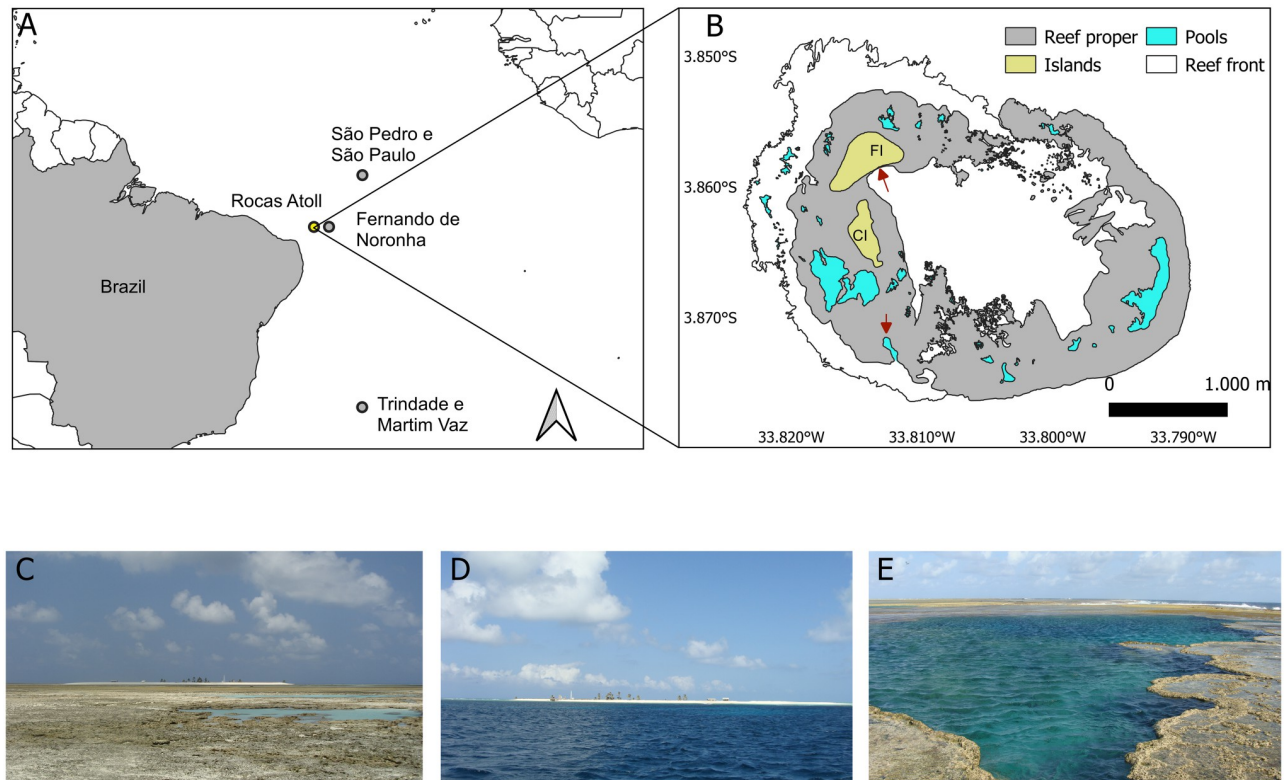 A
São Pedro e
São Paulo
Rocas Atoll
Fernando de
Noronha
Brazil
Trindade e
Martim Vaz
B
Reef proper
Pools
Islands
Reef front
3.850°S
3.860°S
3.870°S
FI
CI
0
1.000 m
33.820°W
33.810°W
33.800°W
33.790°W
C
D
E